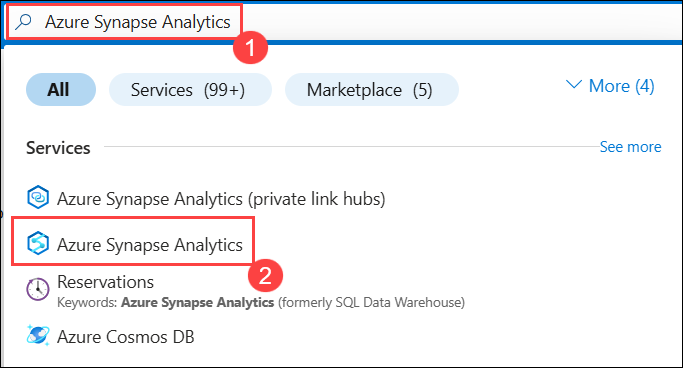 Azure Synapse Analytics
1
All Services (99+) Marketplace (5) More (4)
Services See more
Azure Synapse Analytics (private link hubs)
Azure Synapse Analytics
2
Reservations
Keywords: Azure Synapse Analytics (formerly SQL Data Warehouse)
Azure Cosmos DB